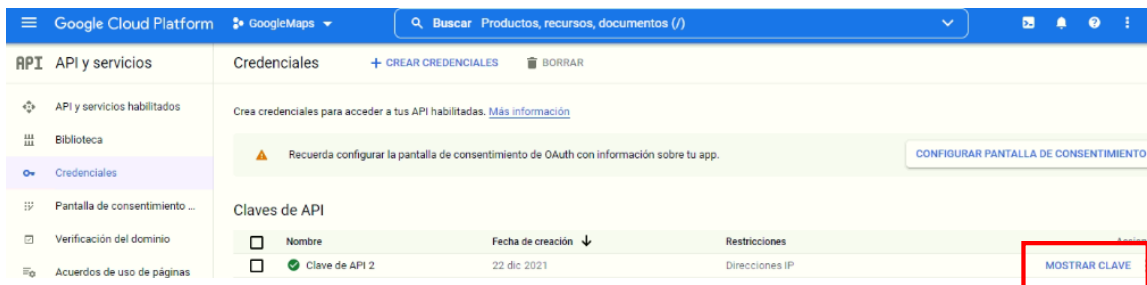 Google Cloud Platform GoogleMaps Buscar Productos, recursos, documentos (/)
API API y servicios Credenciales + CREAR CREDENCIALES BORRAR
API y servicios habilitados
Crea credenciales para acceder a tus API habilitadas. Más información
Biblioteca
Recuerda configurar la pantalla de consentimiento de OAuth con información sobre tu app. CONFIGURAR PANTALLA DE CONSENTIMIENTO
Credenciales
Pantalla de consentimiento ...
Claves de API
Verificación del dominio
Nombre Fecha de creación ↓ Restricciones
Acuerdos de uso de páginas
Clave de API 2 22 dic 2021 Direcciones IP MOSTRAR CLAVE